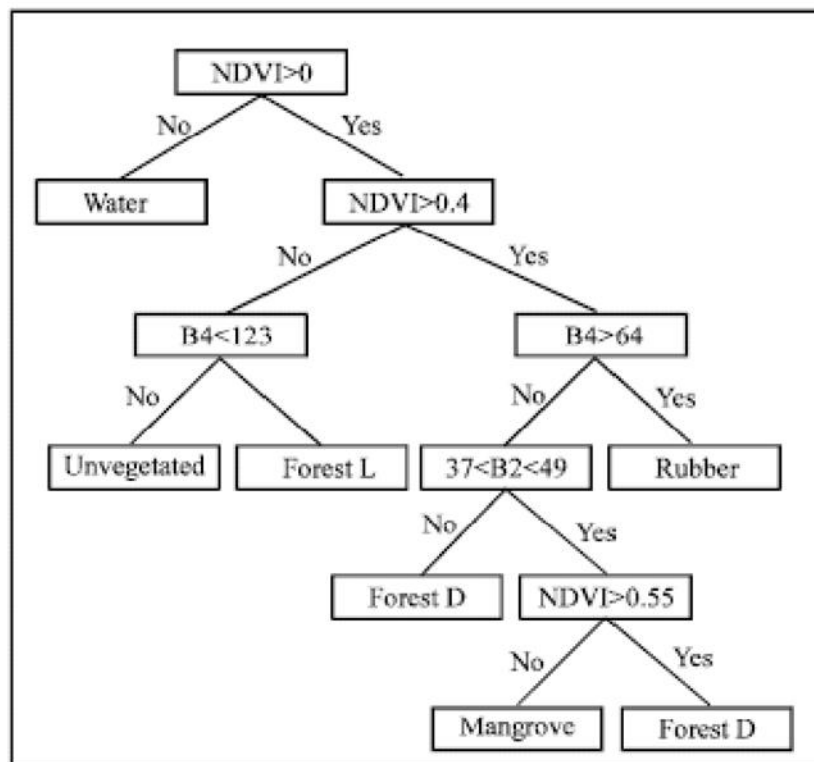 NDVI>0
No
Yes
Water
NDVI>0.4
No
Yes
B4<123
B4>64
No
No
Yes
Unvegetated
Forest L
37<B2<49
Rubber
No
Yes
Forest D
NDVI>0.55
No
Yes
Mangrove
Forest D